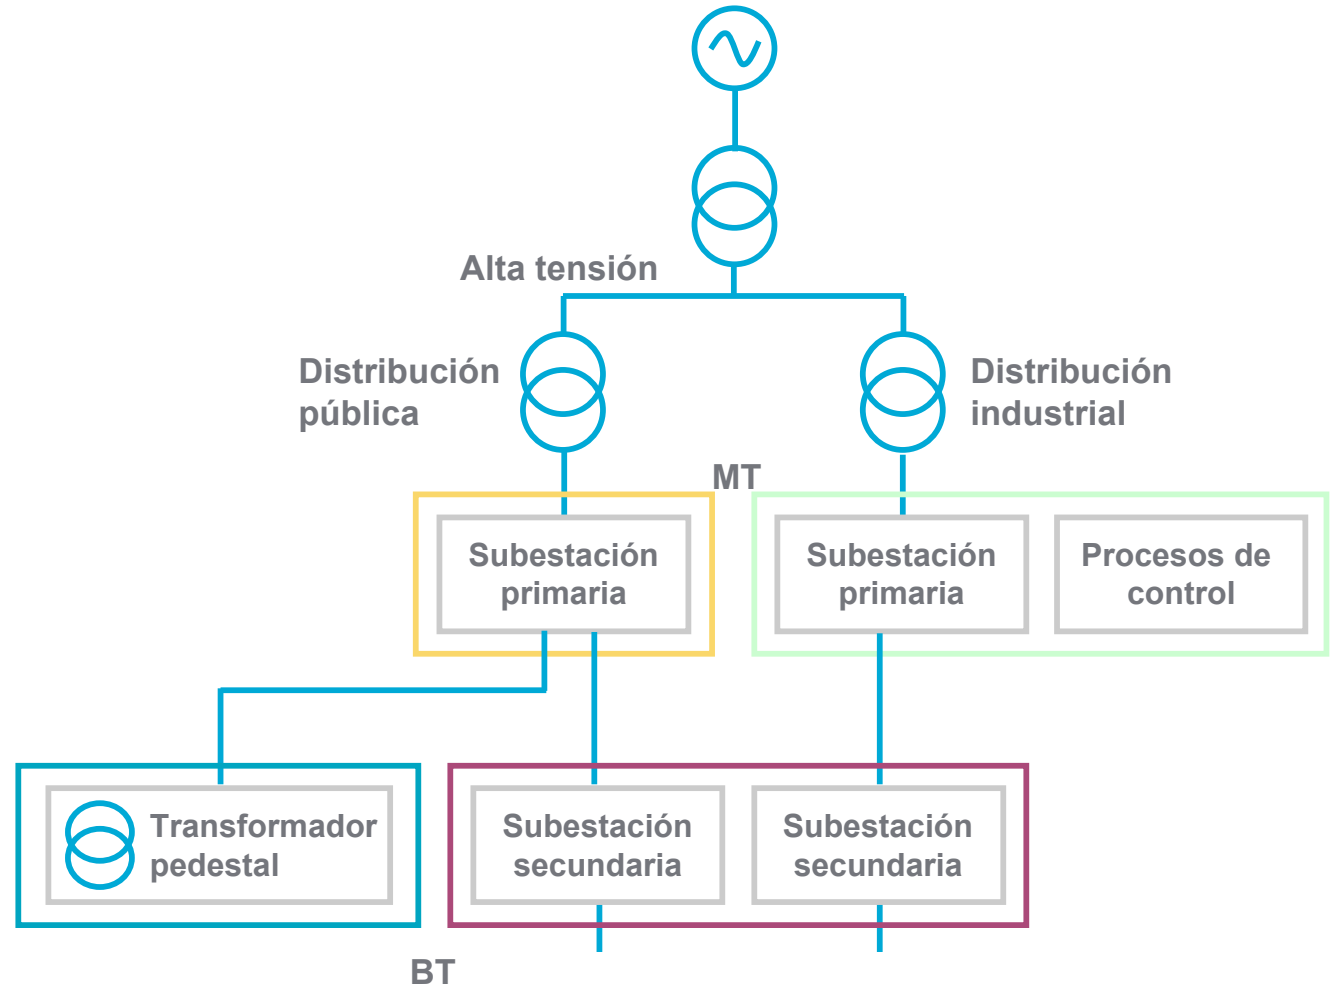 Alta tensión
Distribución
pública
Distribución
industrial
MT
Subestación
primaria
Subestación
primaria
Procesos de
control
Transformador
pedestal
Subestación
secundaria
Subestación
secundaria
BT